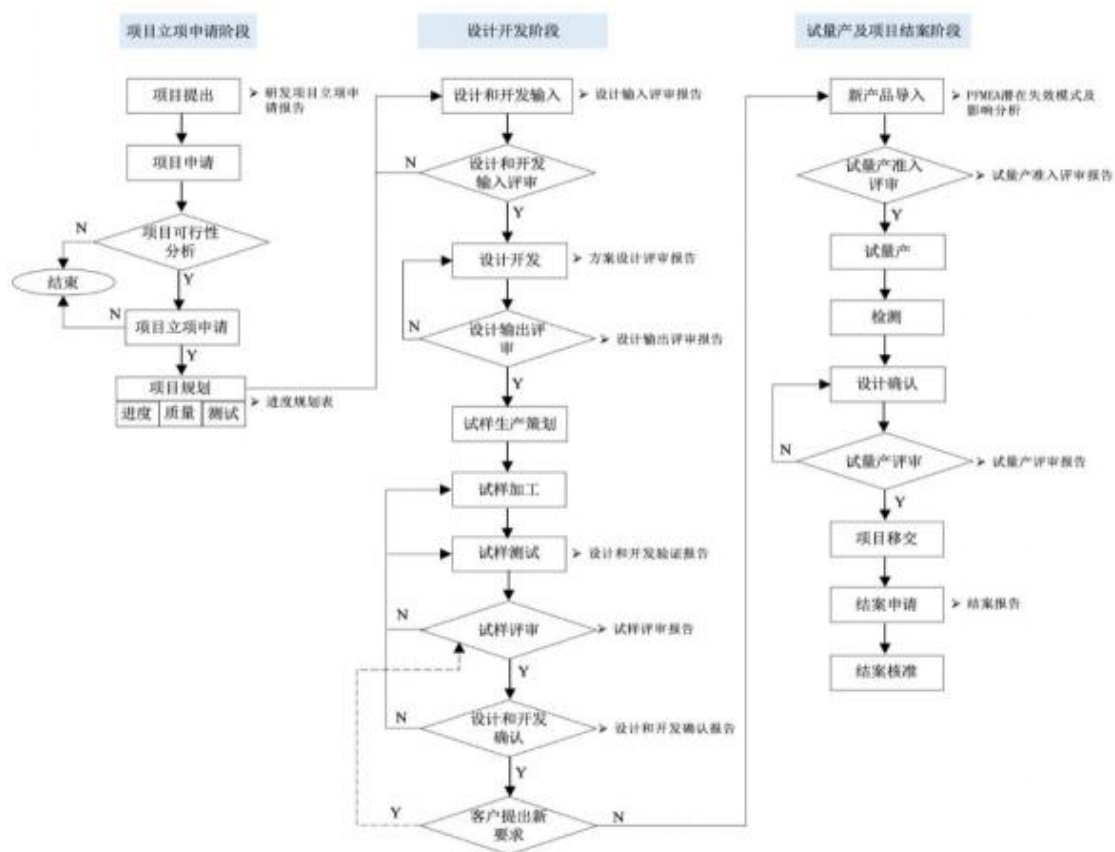 项目立项申请阶段
项目提出
研发项目立项申
请报告
项目申请
N
项目可行性
分析
结束
Y
N
项目立项申请
Y
项目规划
进度 质量 测试
进度规划表
设计开发阶段
设计和开发输入
设计输入评审报告
N
设计和开发
输入评审
Y
设计开发
方案设计评审报告
N
设计输出评
审
设计输出评审报告
Y
试样生产策划
试样加工
试样测试
设计和开发验证报告
N
试样评审
试样评审报告
Y
N
设计和开发
确认
设计和开发确认报告
Y
Y
客户提出新
要求
N
试量产及项目结案阶段
新产品导入
PFMEA潜在失效模式及
影响分析
试量产准入
评审
试量产准入评审报告
Y
试量产
检测
设计确认
N
试量产评审
试量产评审报告
Y
项目移交
结案申请
结案报告
结案核准